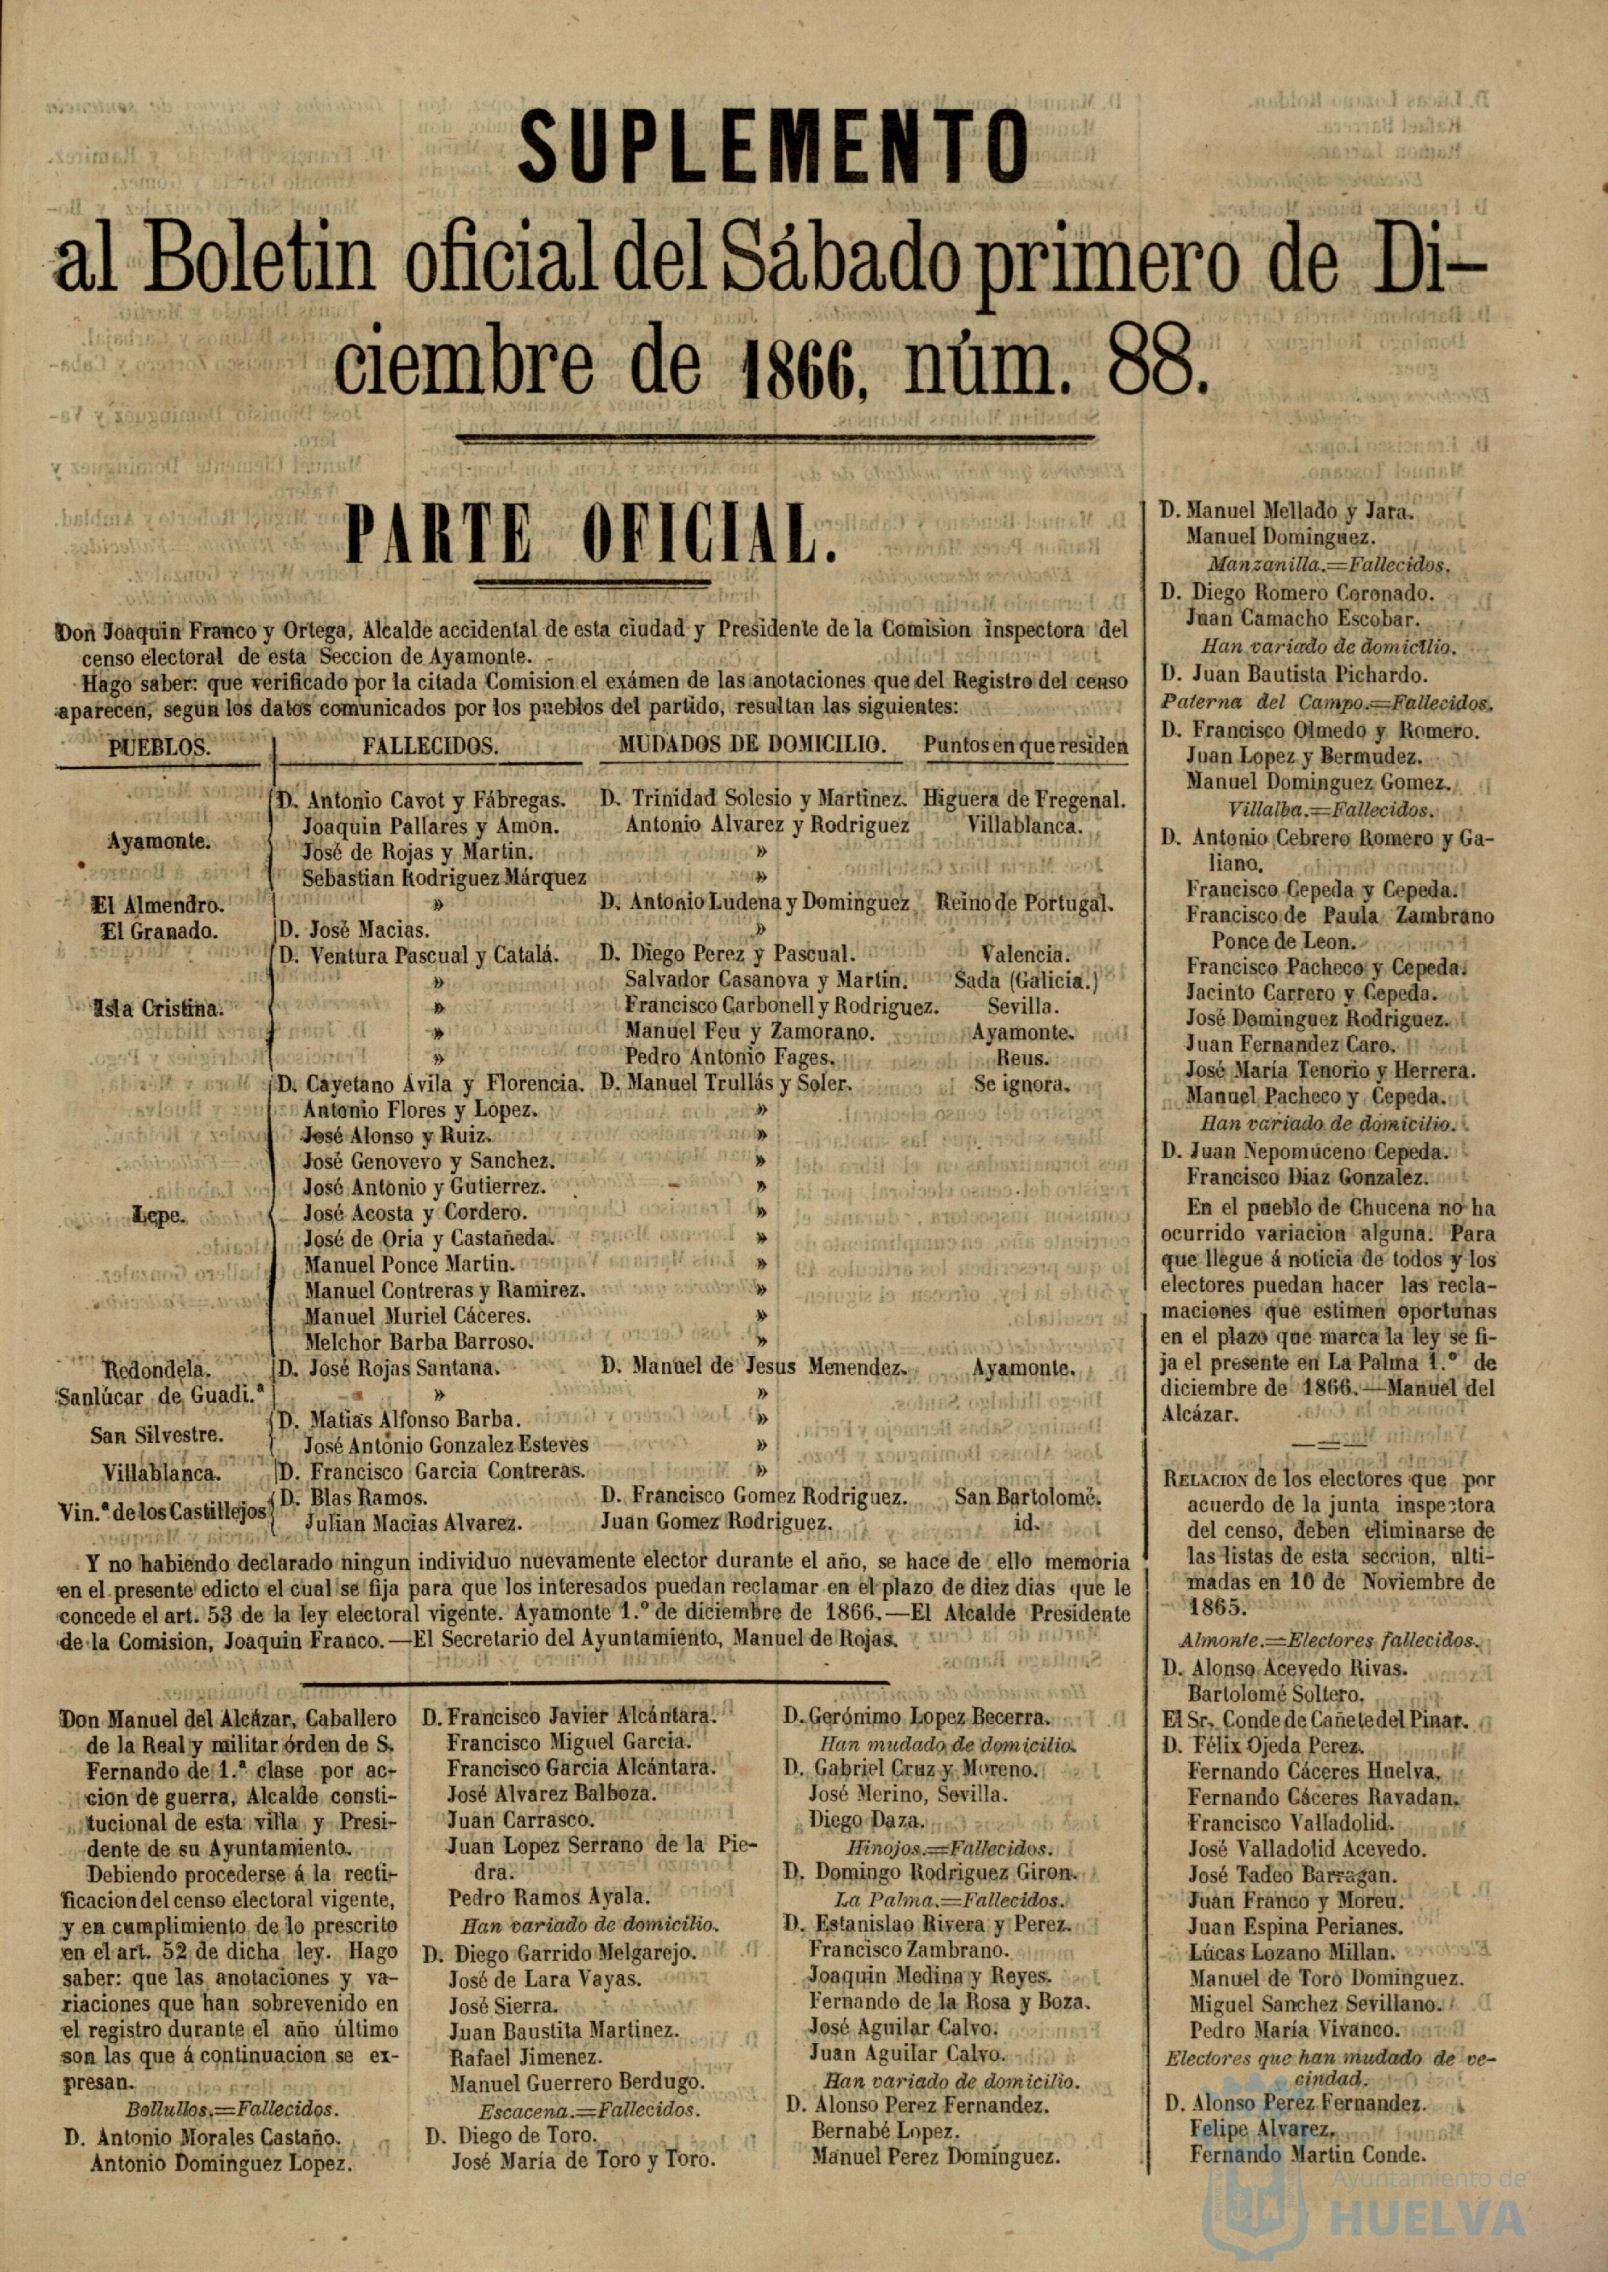 SUPLEMENTO
al Boletin oficial del Sábado primero de Di-
ciembre de 1866, núm. 88.
PARTE OFICIAL.
Don Joaquin Franco y Ortega, Alcalde accidental de esta ciudad y Presidente de la Comision inspectora del
censo electoral de esta Seccion de Ayamonte.
Hago saber: que verificado por la citada Comision el exámen de las anotaciones que del Registro del censo
aparecen, segun los datos comunicados por los pueblos del partido, resultan las siguientes:
PUEBLOS. FALLECIDOS. MUDADOS DE DOMICILIO. Puntos en que residen
D. Antonio Cavot y Fábregas. D. Trinidad Solesio y Martinez. Higuera de Fregenal.
Joaquin Pallares y Amon. Antonio Alvarez y Rodriguez Villablanca.
Ayamonte.
José de Rojas y Martin. »
Sebastian Rodriguez Márquez »
El Almendro. » D. Antonio Ludena y Dominguez Reino de Portugal.
El Granado. D. José Macias. »
D. Ventura Pascual y Catalá. D. Diego Perez y Pascual. Valencia.
» Salvador Casanova y Martin. Sada (Galicia.)
Isla Cristina. » Francisco Carbonell y Rodriguez. Sevilla.
» Manuel Feu y Zamorano. Ayamonte.
» Pedro Antonio Fages. Reus.
D. Cayetano Avila y Florencia. D. Manuel Trullás y Soler. Se ignora.
Antonio Flores y Lopez. »
José Alonso y Ruiz. »
José Genovevo y Sanchez. »
José Antonio y Gutierrez. »
Lepe. José Acosta y Cordero. »
José de Oria y Castañeda. »
Manuel Ponce Martin. »
Manuel Contreras y Ramirez. »
Manuel Muriel Cáceres. »
Melchor Barba Barroso. »
Redondela. D. José Rojas Santana. D. Manuel de Jesus Menendez. Ayamonte.
Sanlúcar de Guadi.ª » »
D. Matias Alfonso Barba. »
San Silvestre.
José Antonio Gonzalez Esteves »
Villablanca. D. Francisco Garcia Contreras. »
D. Blas Ramos. D. Francisco Gomez Rodriguez. San Bartolomé.
Vin.ª de los Castillejos
Julian Macias Alvarez. Juan Gomez Rodriguez. id.
Y no habiendo declarado ningun individuo nuevamente elector durante el año, se hace de ello memoria
en el presente edicto el cual se fija para que los interesados puedan reclamar en el plazo de diez dias que le
concede el art. 53 de la ley electoral vigente. Ayamonte 1.º de diciembre de 1866.—El Alcalde Presidente
de la Comision, Joaquin Franco.—El Secretario del Ayuntamiento, Manuel de Rojas.
Don Manuel del Alcázar, Caballero
de la Real y militar órden de S.
Fernando de 1.ª clase por ac-
cion de guerra, Alcalde consti-
tucional de esta villa y Presi-
dente de su Ayuntamiento.
Debiendo procederse á la recti-
ficacion del censo electoral vigente,
y en cumplimiento de lo prescrito
en el art. 52 de dicha ley. Hago
saber: que las anotaciones y va-
riaciones que han sobrevenido en
el registro durante el año último
son las que á continuacion se ex-
presan.
Bollullos.=Fallecidos.
D. Antonio Morales Castaño.
Antonio Dominguez Lopez.
D. Francisco Javier Alcántara.
Francisco Miguel Garcia.
Francisco Garcia Alcántara.
José Alvarez Balboza.
Juan Carrasco.
Juan Lopez Serrano de la Pie-
dra.
Pedro Ramos Ayala.
Han variado de domicilio.
D. Diego Garrido Melgarejo.
José de Lara Vayas.
José Sierra.
Juan Baustita Martinez.
Rafael Jimenez.
Manuel Guerrero Berdugo.
Escacena.=Fallecidos.
D. Diego de Toro.
José María de Toro y Toro.
D. Gerónimo Lopez Becerra.
Han mudado de domicilio.
D. Gabriel Cruz y Moreno.
José Merino, Sevilla.
Diego Daza.
Hinojos.=Fallecidos.
D. Domingo Rodriguez Giron.
La Palma.=Fallecidos.
D. Estanislao Rivera y Perez.
Francisco Zambrano.
Joaquin Medina y Reyes.
Fernando de la Rosa y Boza.
José Aguilar Calvo.
Juan Aguilar Calvo.
Han variado de domicilio.
D. Alonso Perez Fernandez.
Bernabé Lopez.
Manuel Perez Dominguez.
D. Manuel Mellado y Jara.
Manuel Dominguez.
Manzanilla.=Fallecidos.
D. Diego Romero Coronado.
Juan Camacho Escobar.
Han variado de domicilio.
D. Juan Bautista Pichardo.
Paterna del Campo.=Fallecidos.
D. Francisco Olmedo y Romero.
Juan Lopez y Bermudez.
Manuel Dominguez Gomez.
Villalba.=Fallecidos.
D. Antonio Cebrero Romero y Ga-
liano.
Francisco Cepeda y Cepeda.
Francisco de Paula Zambrano
Ponce de Leon.
Francisco Pacheco y Cepeda.
Jacinto Carrero y Cepeda.
José Dominguez Rodriguez.
Juan Fernandez Caro.
José María Tenorio y Herrera.
Manuel Pacheco y Cepeda.
Han variado de domicilio.
D. Juan Nepomuceno Cepeda.
Francisco Diaz Gonzalez.
En el pueblo de Chucena no ha
ocurrido variacion alguna. Para
que llegue á noticia de todos y los
electores puedan hacer las recla-
maciones que estimen oportunas
en el plazo que marca la ley se fi-
ja el presente en La Palma 1.º de
diciembre de 1866.—Manuel del
Alcázar.
RELACION de los electores que por
acuerdo de la junta inspectora
del censo, deben eliminarse de
las listas de esta seccion, ulti-
madas en 10 de Noviembre de
1865.
Almonte.=Electores fallecidos.
D. Alonso Acevedo Rivas.
Bartolomé Soltero.
El Sr. Conde de Cañete del Pinar.
D. Félix Ojeda Perez.
Fernando Cáceres Huelva.
Fernando Cáceres Ravadan.
Francisco Valladolid.
José Valladolid Acevedo.
José Tadeo Barragan.
Juan Franco y Moreu.
Juan Espina Perianes.
Lúcas Lozano Millan.
Manuel de Toro Dominguez.
Miguel Sanchez Sevillano.
Pedro María Vivanco.
Electores que han mudado de ve-
cindad.
D. Alonso Perez Fernandez.
Felipe Alvarez.
Fernando Martin Conde.
Ayuntamiento de
HUELVA